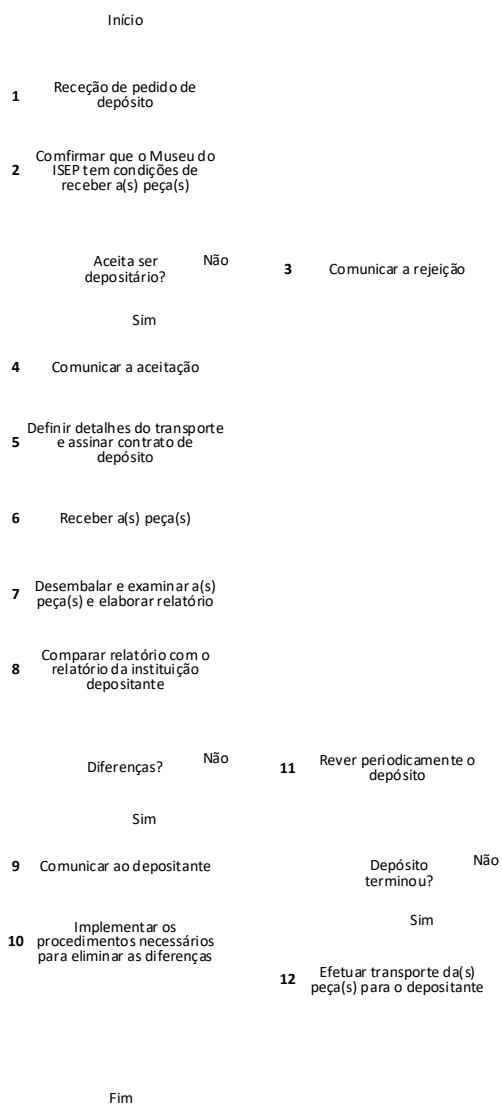 Início
1
Receção de pedido de
depósito
2
Comfirmar que o Museu do
ISEP tem condições de
receber a(s) peça(s)
Aceita ser
depositário?
Não
3
Comunicar a rejeição
Sim
4
Comunicar a aceitação
5
Definir detalhes do transporte
e assinar contrato de
depósito
6
Receber a(s) peça(s)
7
Desembalar e examinar a(s)
peça(s) e elaborar relatório
8
Comparar relatório com o
relatório da instituição
depositante
Diferenças?
Não
11
Rever periodicamente o
depósito
Sim
9
Comunicar ao depositante
Depósito
terminou?
Não
10
Implementar os
procedimentos necessários
para eliminar as diferenças
Sim
12
Efetuar transporte da(s)
peça(s) para o depositante
Fim